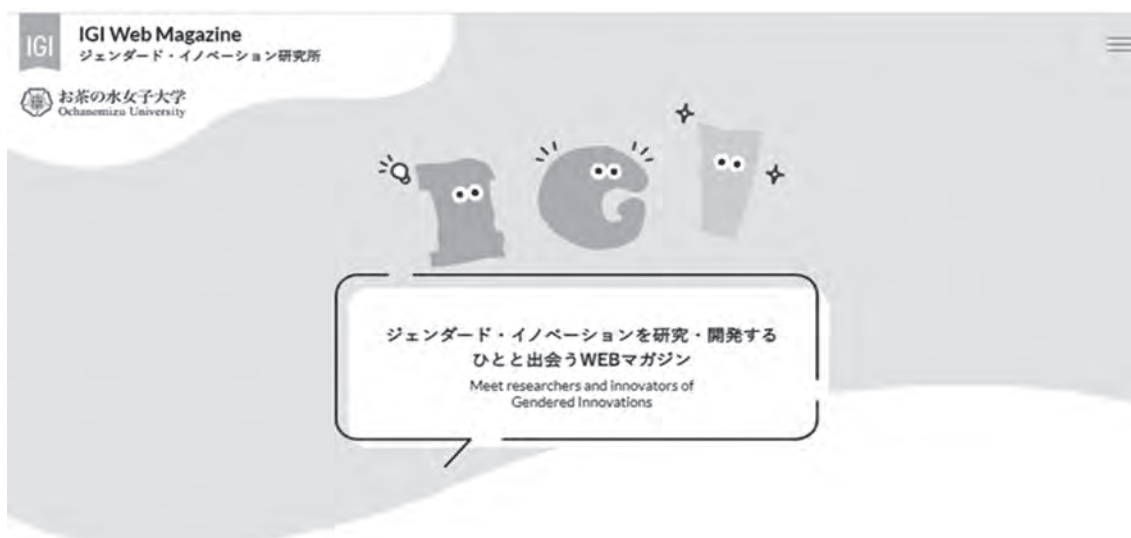 IGI
IGI Web Magazine
ジェンダード・イノベーション研究所
お茶の水女子大学
Ochanomizu University
IGI
ジェンダード・イノベーションを研究・開発する
ひとと出会うWEBマガジン
Meet researchers and innovators of
Gendered Innovations